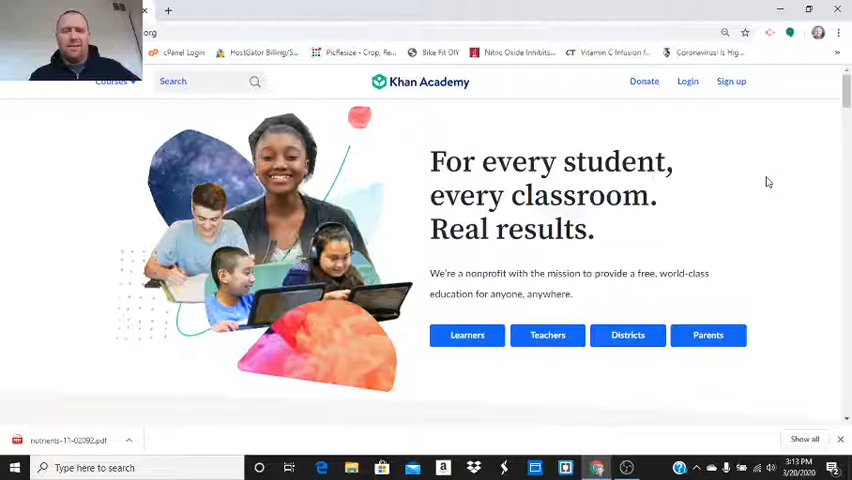 .org
cPanel Login
HostGator Billing/S...
PicResize - Crop, Re...
Bike Fit DIY
Nitric Oxide Inhibits...
CT Vitamin C Infusion f...
Coronavirus Is Hig...
»
Courses
Search
Khan Academy
Donate
Login
Sign up
For every student,
every classroom.
Real results.
We're a nonprofit with the mission to provide a free, world-class
education for anyone, anywhere.
Learners
Teachers
Districts
Parents
nutrients-11-02092.pdf
Show all
Type here to search
3:13 PM
3/20/2020
2